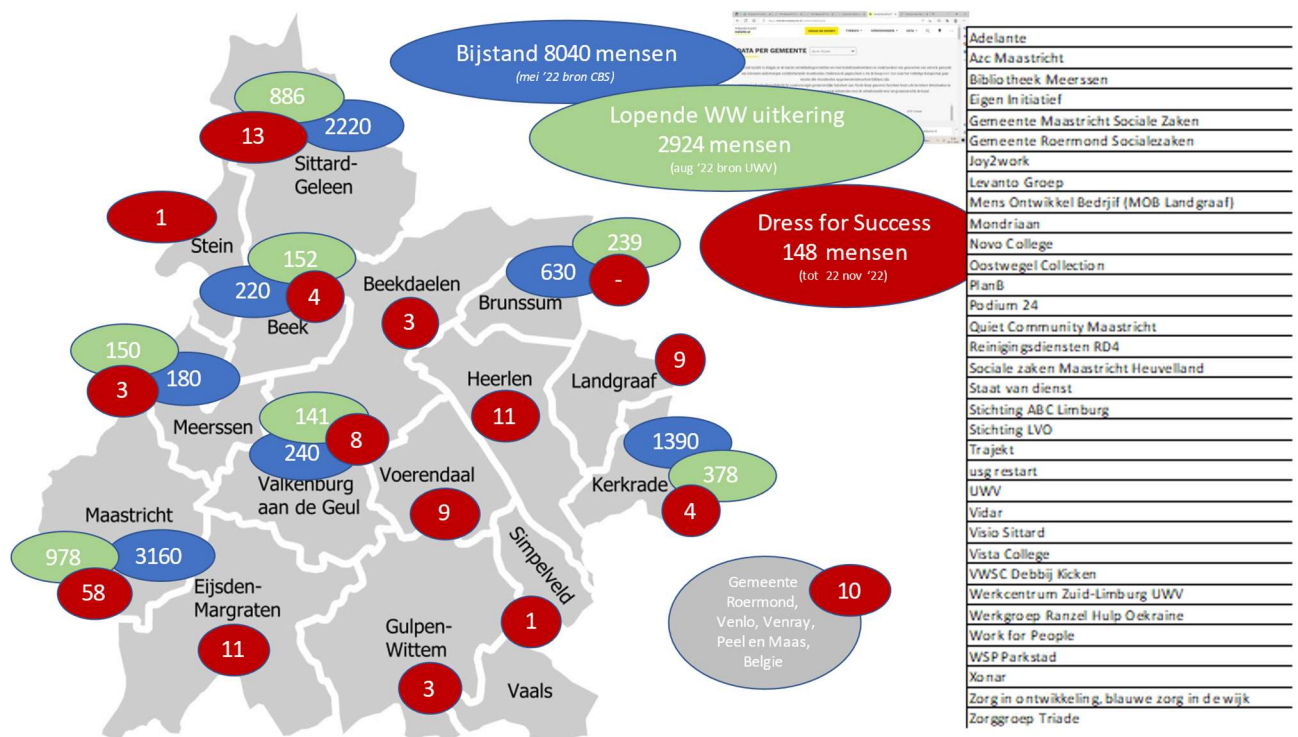 Bijstand 8040 mensen
(mei '22 bron CBS)
Lopende WW uitkering
2924 mensen
(aug '22 bron UWV)
Dress for Success
148 mensen
(tot 22 nov '22)
DATA PER GEMEENTE
886
13
2220
Sittard-
Geleen
1
Stein
152
220
4
Beek
Beekdaelen
3
239
630
-
Brunssum
150
3
180
Meerssen
141
8
240
Valkenburg
aan de Geul
Heerlen
11
Landgraaf
9
1390
378
Kerkrade
4
Voerendaal
9
Maastricht
978
3160
58
Eijsden-
Margraten
11
Simpelveld
1
Gulpen-
Wittem
3
Vaals
Gemeente
Roermond,
Venlo, Venray,
Peel en Maas,
Belgie
10
Adelante
Azc Maastricht
Bibliotheek Meerssen
Eigen Initiatief
Gemeente Maastricht Sociale Zaken
Gemeente Roermond Socialezaken
Joy2work
Levanto Groep
Mens Ontwikkel Bedrjif (MOB Landgraaf)
Mondriaan
Novo College
Oostwegel Collection
PlanB
Podium 24
Quiet Community Maastricht
Reinigingsdiensten RD4
Sociale zaken Maastricht Heuvelland
Staat van dienst
Stichting ABC Limburg
Stichting LVO
Trajekt
usg restart
UWV
Vidar
Visio Sittard
Vista College
VWSC Debbij Kicken
Werkcentrum Zuid-Limburg UWV
Werkgroep Ranzel Hulp Oekraine
Work for People
WSP Parkstad
Xonar
Zorg in ontwikkeling, blauwe zorg in de wijk
Zorggroep Triade